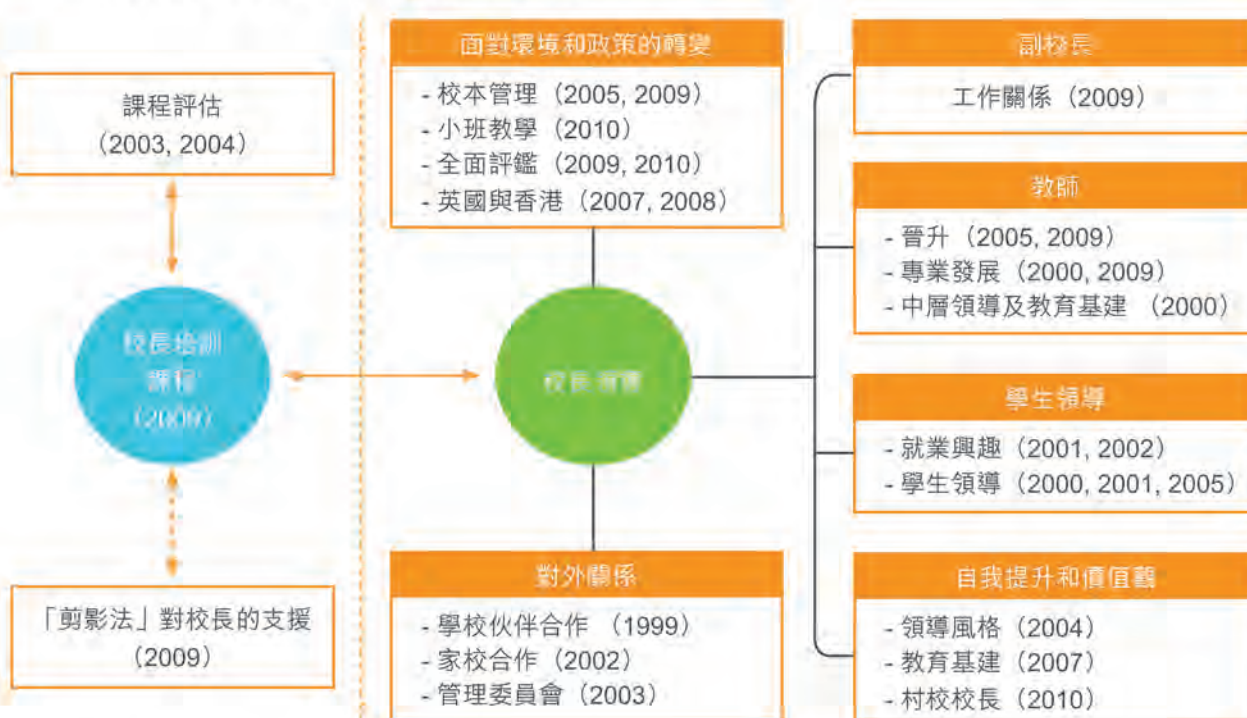 課程評估
(2003, 2004)
校長培訓
課程
(2009)
「剪影法」對校長的支援
(2009)
面對環境和政策的轉變
- 校本管理(2005, 2009)
- 小班教學(2010)
- 全面評鑑(2009, 2010)
- 英國與香港(2007, 2008)
校長領導
對外關係
- 學校伙伴合作 (1999)
- 家校合作(2002)
- 管理委員會(2003)
副校長
工作關係(2009)
教師
- 晉升(2005, 2009)
- 專業發展(2000, 2009)
- 中層領導及教育基建 (2000)
學生領導
- 就業興趣(2001, 2002)
- 學生領導(2000, 2001, 2005)
自我提升和價值觀
- 領導風格(2004)
- 教育基建(2007)
- 村校校長(2010)